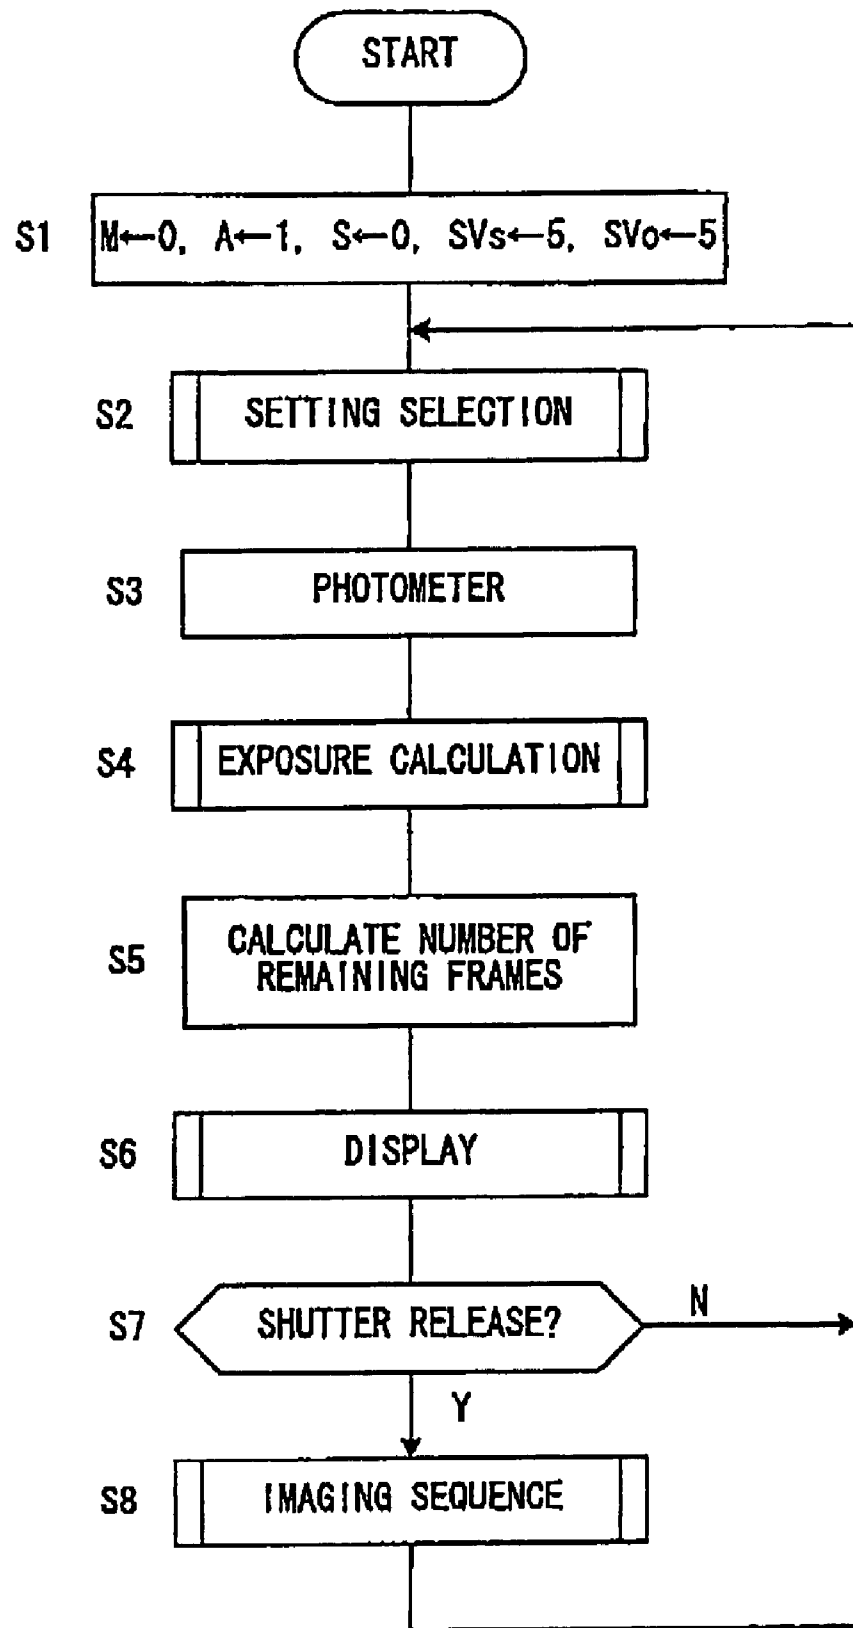 START
S1 M←0, A←1, S←0, SVs←5, SVo←5
S2 SETTING SELECTION
S3 PHOTOMETER
S4 EXPOSURE CALCULATION
S5 CALCULATE NUMBER OF
REMAINING FRAMES
S6 DISPLAY
S7 SHUTTER RELEASE? N
Y
S8 IMAGING SEQUENCE